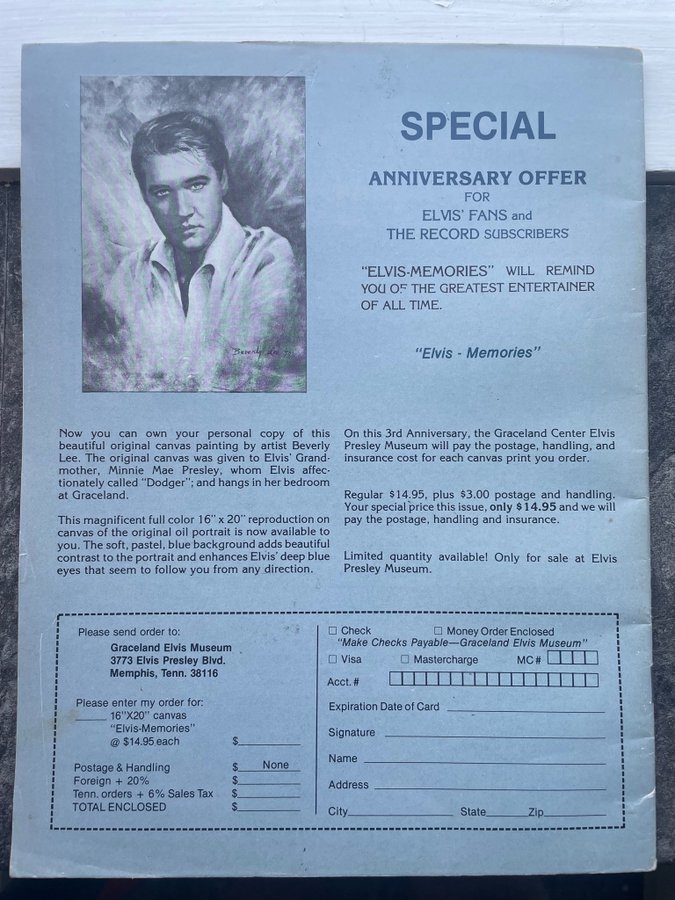 SPECIAL
ANNIVERSARY OFFER
FOR
ELVIS' FANS and
THE RECORD SUBSCRIBERS
"ELVIS-MEMORIES" WILL REMIND
YOU OF THE GREATEST ENTERTAINER
OF ALL TIME.
"Elvis - Memories"
Beverly Lee
Now you can own your personal copy of this
beautiful original canvas painting by artist Beverly
Lee. The original canvas was given to Elvis' Grand-
mother, Minnie Mae Presley, whom Elvis affec-
tionately called "Dodger"; and hangs in her bedroom
at Graceland.
This magnificent full color 16" x 20" reproduction on
canvas of the original oil portrait is now available to
you. The soft, pastel, blue background adds beautiful
contrast to the portrait and enhances Elvis' deep blue
eyes that seem to follow you from any direction.
On this 3rd Anniversary, the Graceland Center Elvis
Presley Museum will pay the postage, handling, and
insurance cost for each canvas print you order.
Regular $14.95, plus $3.00 postage and handling.
Your special price this issue, only $14.95 and we will
pay the postage, handling and insurance.
Limited quantity available! Only for sale at Elvis
Presley Museum.
Please send order to:
Graceland Elvis Museum
3773 Elvis Presley Blvd.
Memphis, Tenn. 38116
Please enter my order for:
16"X20" canvas
"Elvis-Memories"
@ $14.95 each $
Postage & Handling $ None
Foreign + 20% $
Tenn. orders + 6% Sales Tax $
TOTAL ENCLOSED $
Check Money Order Enclosed
"Make Checks Payable—Graceland Elvis Museum"
Visa Mastercharge MC#
Acct. #
Expiration Date of Card
Signature
Name
Address
City State Zip